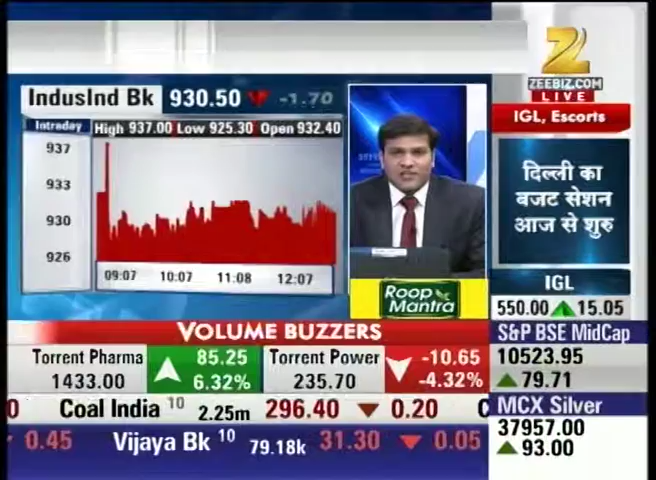 ZEEBIZ.COM
LIVE
IndusInd Bk 930.50 -1.70
Intraday High 937.00 Low 925.30 Open 932.40
937
933
930
926
09:07 10:07 11:08 12:07
IGL, Escorts
दिल्ली का
बजट सेशन
आज से शुरु
IGL
550.00 15.05
Roop
Mantra
VOLUME BUZZERS
Torrent Pharma 85.25 Torrent Power -10.65
1433.00 6.32% 235.70 -4.32%
S&P BSE MidCap
10523.95
79.71
0 Coal India 10 2.25m 296.40 0.20 C
MCX Silver
37957.00
93.00
0.45 Vijaya Bk 10 79.18k 31.30 0.05